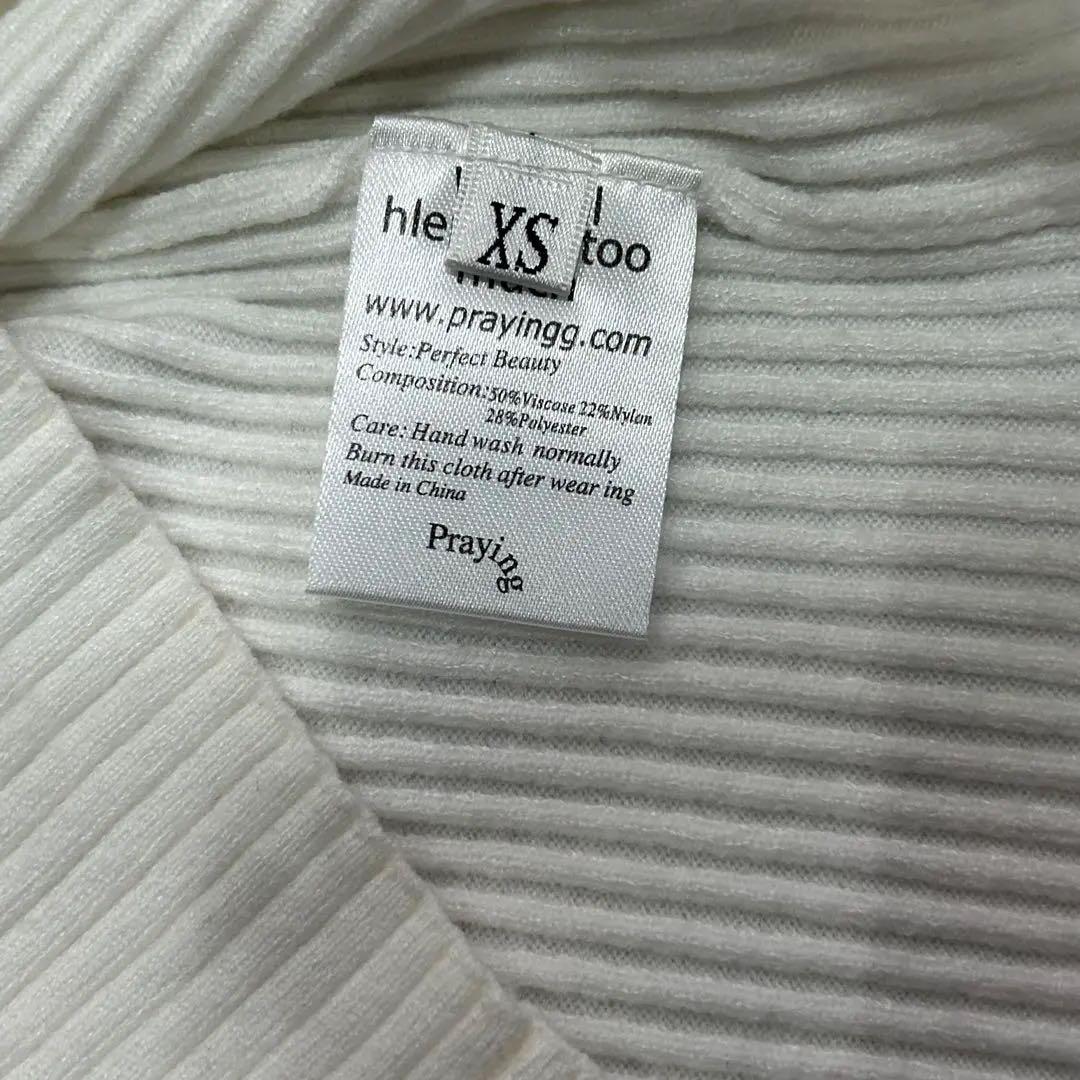 XS
too
www.prayingg.com
Style:Perfect Beauty
Composition:50%Viscose 22%Nylan
28%Polyester
Care: Hand wash normally
Burn this cloth after wear ing
Made in China
Praying